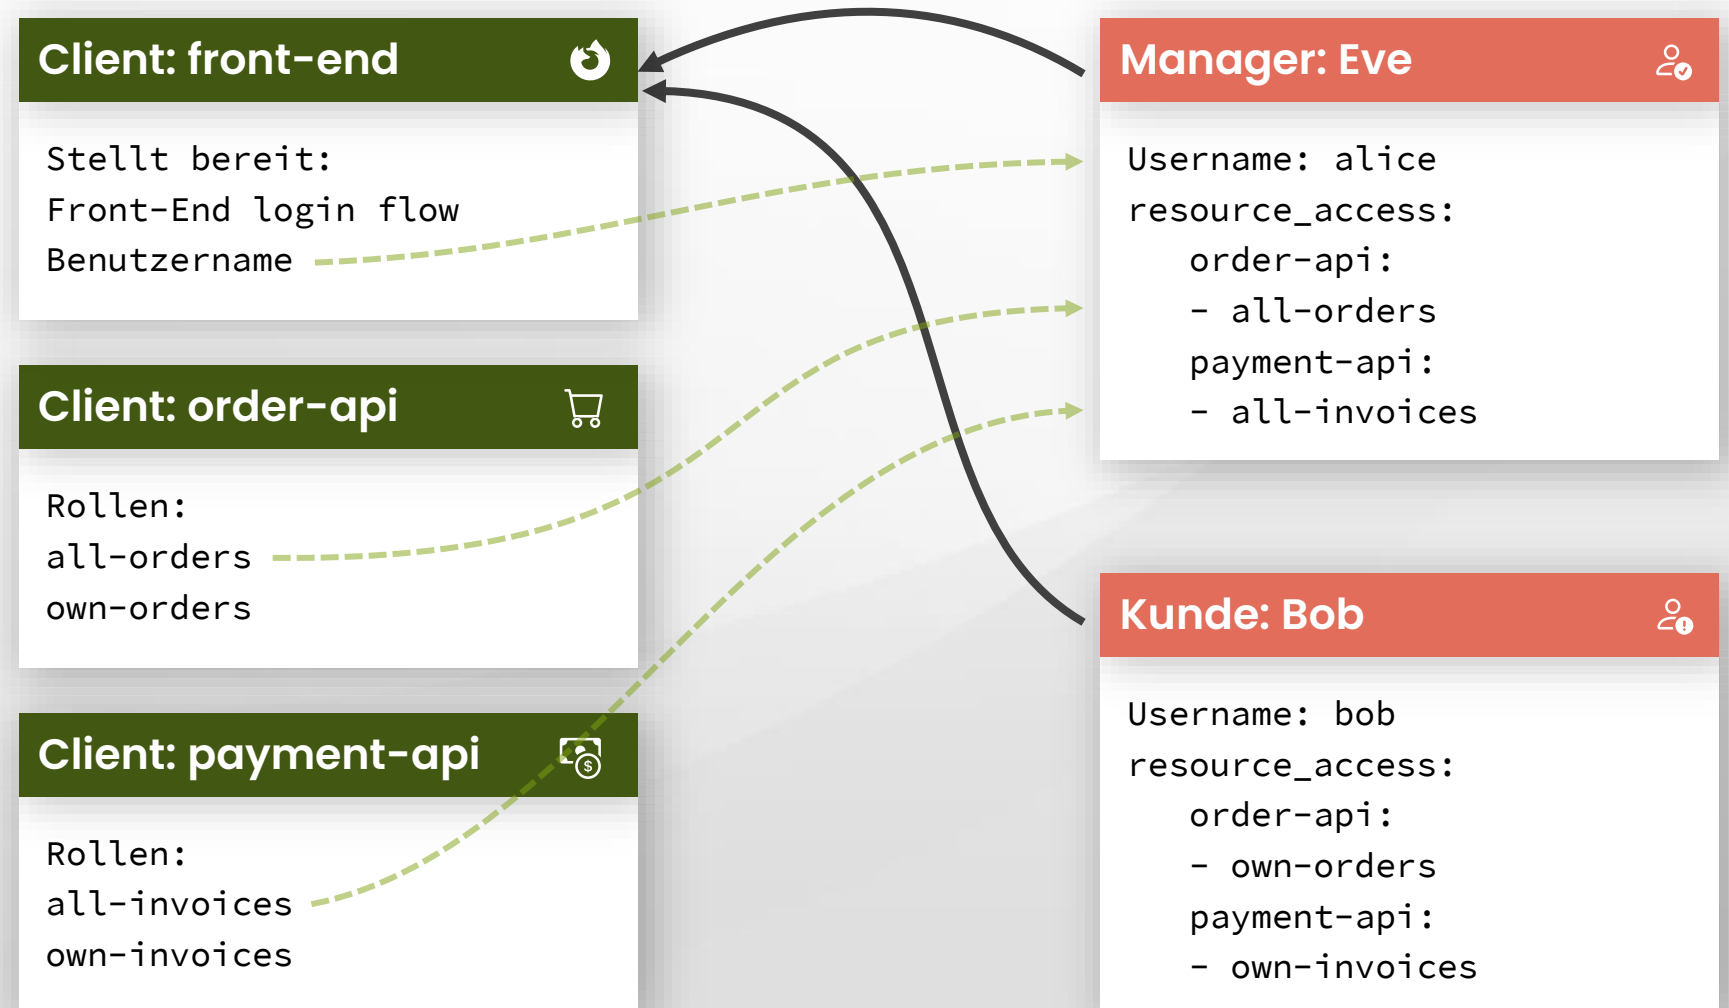 Client: front-end
Stellt bereit:
Front-End login flow
Benutzername
Client: order-api
Rollen:
all-orders
own-orders
Client: payment-api
$
Rollen:
all-invoices
own-invoices
Manager: Eve
Username: alice
resource_access:
order-api:
- all-orders
payment-api:
- all-invoices
Kunde: Bob
Username: bob
resource_access:
order-api:
- own-orders
payment-api:
- own-invoices